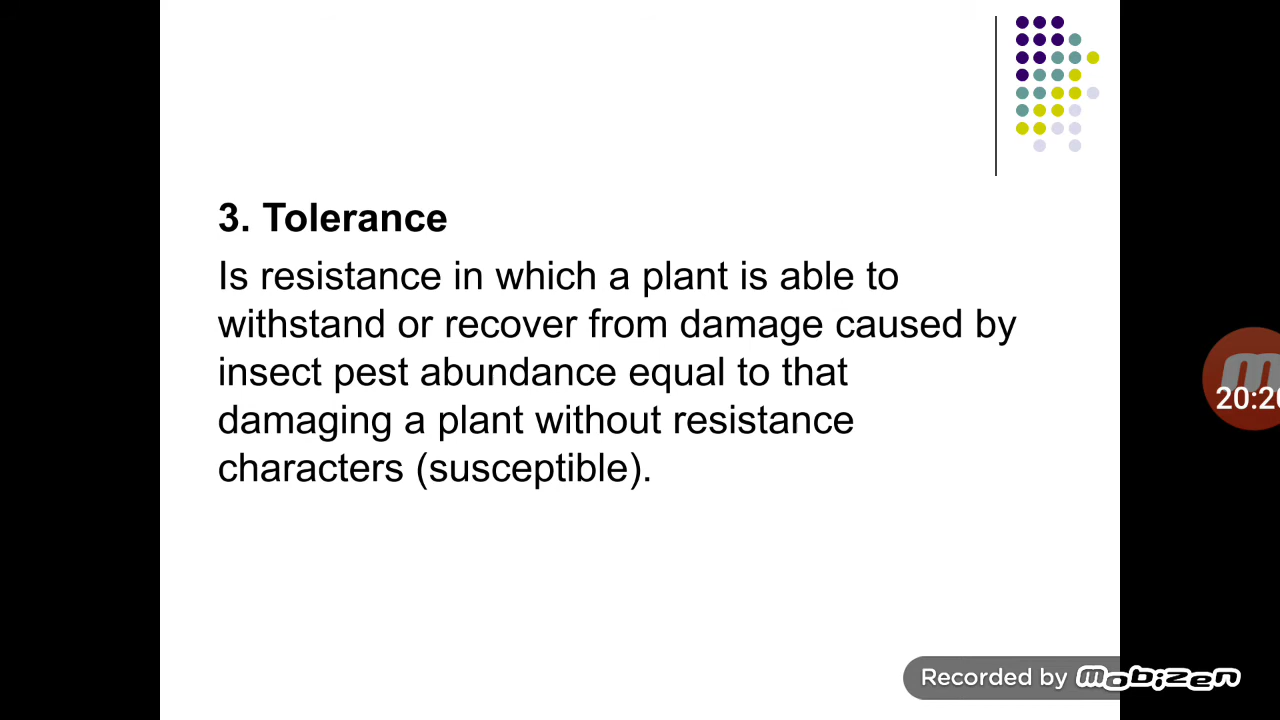 3. Tolerance
Is resistance in which a plant is able to
withstand or recover from damage caused by
insect pest abundance equal to that
damaging a plant without resistance
characters (susceptible).
20:20
Recorded by mobizen